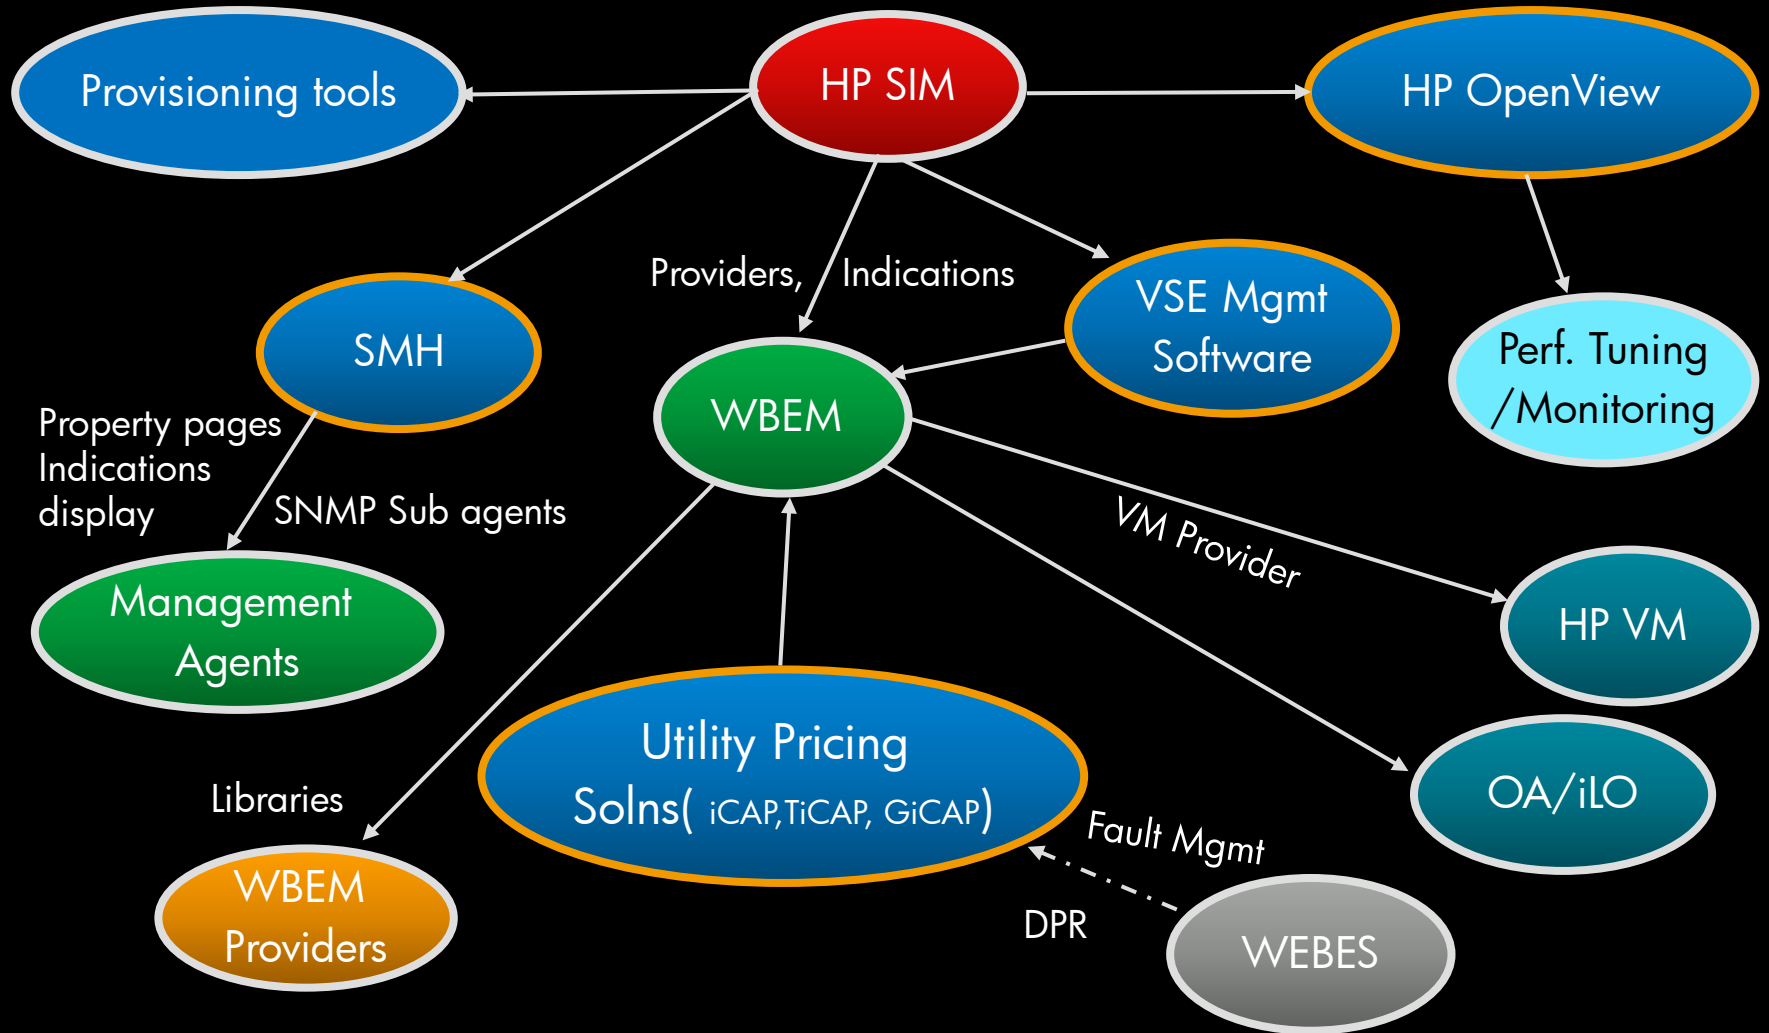 Provisioning tools
HP SIM
HP OpenView
Providers, Indications
VSE Mgmt
Software
SMH
Perf. Tuning
/Monitoring
WBEM
Property pages
Indications
display
SNMP Sub agents
VM Provider
Management
Agents
HP VM
Utility Pricing
Solns( iCAP,TiCAP, GiCAP)
Libraries
OA/iLO
Fault Mgmt
DPR
WBEM
Providers
WEBES